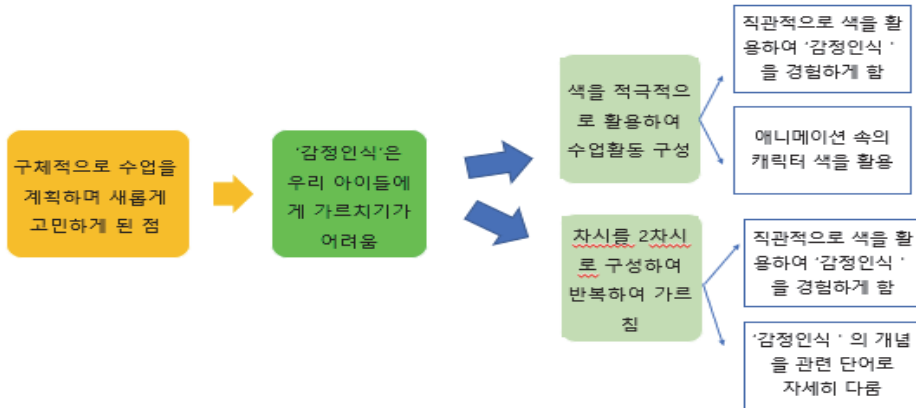 구체적으로 수업을
계획하며 새롭게
고민하게 된 점
'감정인식'은
우리 아이들에
게 가르치기가
어려움
색을 적극적으
로 활용하여
수업활동 구성
직관적으로 색을 활
용하여 '감정인식 '
을 경험하게 함
애니메이션 속의
캐릭터 색을 활용
차시를 2차시
로 구성하여
반복하여 가르
침
직관적으로 색을 활
용하여 '감정인식 '
을 경험하게 함
'감정인식 ' 의 개념
을 관련 단어로
자세히 다룸